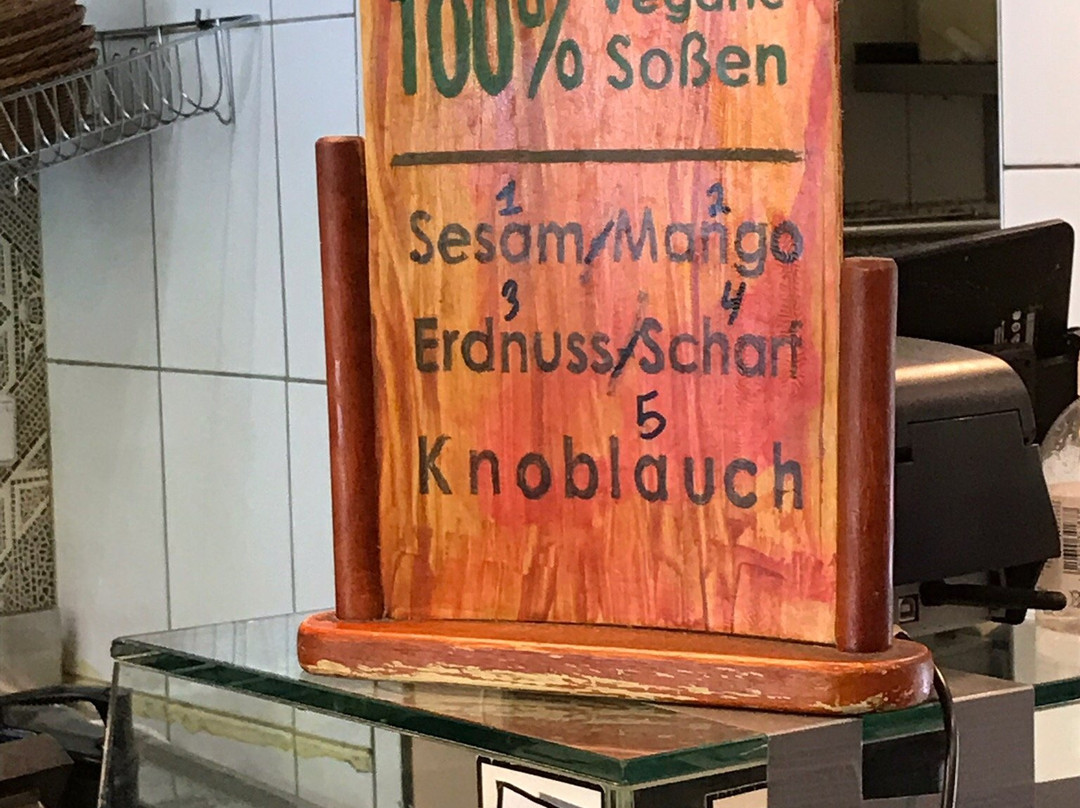 100% vegane
Soßen
1 2
Sesam/Mango
3 4
Erdnuss/Scharf
5
Knoblauch